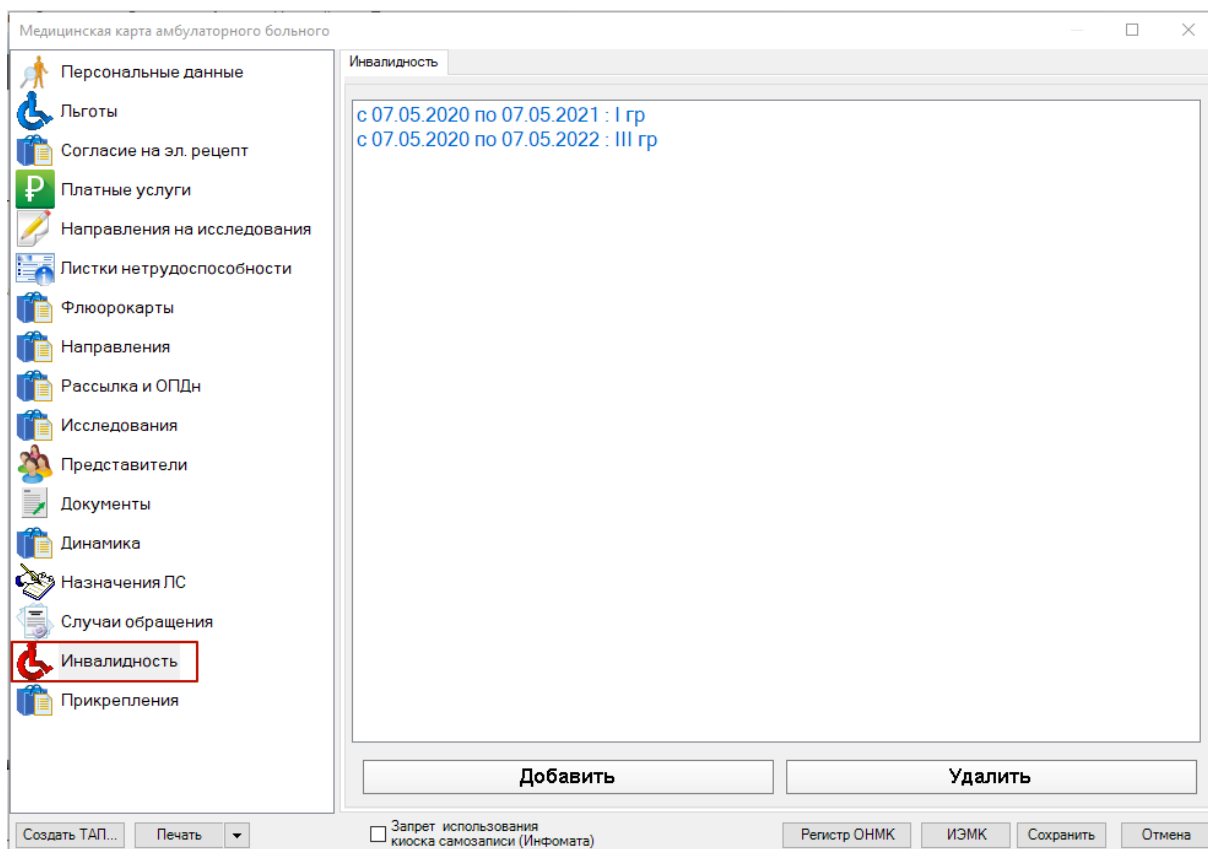 Медицинская карта амбулаторного больного
Персональные данные
Льготы
Согласие на эл. рецепт
Платные услуги
Направления на исследования
Листки нетрудоспособности
Флюорокарты
Направления
Рассылка и ОПДн
Исследования
Представители
Документы
Динамика
Назначения ЛС
Случаи обращения
Инвалидность
Прикрепления
Инвалидность
с 07.05.2020 по 07.05.2021 : I гр
с 07.05.2020 по 07.05.2022 : III гр
Добавить
Удалить
Создать ТАП...
Печать
Запрет использования
киоска самозаписи (Инфомата)
Регистр ОНМК
ИЭМК
Сохранить
Отмена